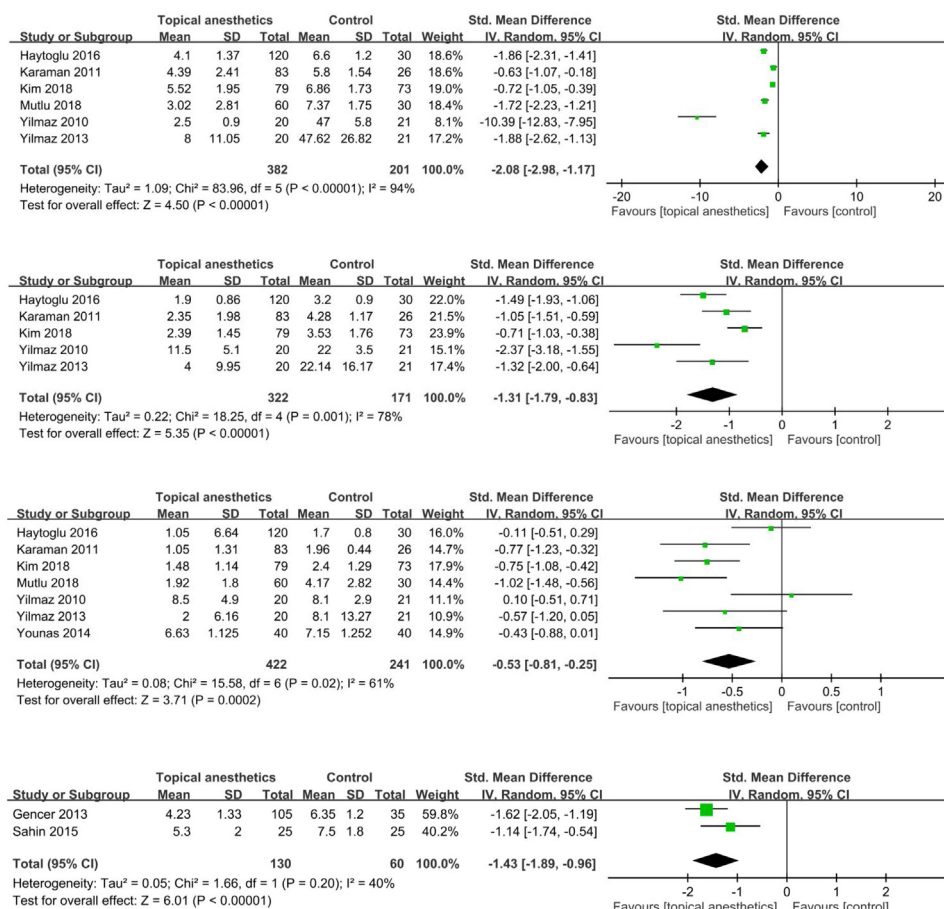 Topical anesthetics Control Std. Mean Difference Std. Mean Difference
Study or Subgroup Mean SD Total Mean SD Total Weight IV. Random. 95% CI IV. Random. 95% CI
Haytoglu 2016 4.1 1.37 120 6.6 1.2 30 18.6% -1.86 [-2.31, -1.41]
Karaman 2011 4.39 2.41 83 5.8 1.54 26 18.6% -0.63 [-1.07, -0.18]
Kim 2018 5.52 1.95 79 6.86 1.73 73 19.0% -0.72 [-1.05, -0.39]
Mutlu 2018 3.02 2.81 60 7.37 1.75 30 18.4% -1.72 [-2.23, -1.21]
Yilmaz 2010 2.5 0.9 20 47 5.8 21 8.1% -10.39 [-12.83, -7.95]
Yilmaz 2013 8 11.05 20 47.62 26.82 21 17.2% -1.88 [-2.62, -1.13]
Total (95% CI) 382 201 100.0% -2.08 [-2.98, -1.17]
Heterogeneity: Tau² = 1.09; Chi² = 83.96, df = 5 (P < 0.00001); I² = 94%
Test for overall effect: Z = 4.50 (P < 0.00001)
-20 -10 0 10 20
Favours [topical anesthetics] Favours [control]
Topical anesthetics Control Std. Mean Difference Std. Mean Difference
Study or Subgroup Mean SD Total Mean SD Total Weight IV. Random. 95% CI IV. Random. 95% CI
Haytoglu 2016 1.9 0.86 120 3.2 0.9 30 22.0% -1.49 [-1.93, -1.06]
Karaman 2011 2.35 1.98 83 4.28 1.17 26 21.5% -1.05 [-1.51, -0.59]
Kim 2018 2.39 1.45 79 3.53 1.76 73 23.9% -0.71 [-1.03, -0.38]
Yilmaz 2010 11.5 5.1 20 22 3.5 21 15.1% -2.37 [-3.18, -1.55]
Yilmaz 2013 4 9.95 20 22.14 16.17 21 17.4% -1.32 [-2.00, -0.64]
Total (95% CI) 322 171 100.0% -1.31 [-1.79, -0.83]
Heterogeneity: Tau² = 0.22; Chi² = 18.25, df = 4 (P = 0.001); I² = 78%
Test for overall effect: Z = 5.35 (P < 0.00001)
-2 -1 0 1 2
Favours [topical anesthetics] Favours [control]
Topical anesthetics Control Std. Mean Difference Std. Mean Difference
Study or Subgroup Mean SD Total Mean SD Total Weight IV. Random. 95% CI IV. Random. 95% CI
Haytoglu 2016 1.05 6.64 120 1.7 0.8 30 16.0% -0.11 [-0.51, 0.29]
Karaman 2011 1.05 1.31 83 1.96 0.44 26 14.7% -0.77 [-1.23, -0.32]
Kim 2018 1.48 1.14 79 2.4 1.29 73 17.9% -0.75 [-1.08, -0.42]
Mutlu 2018 1.92 1.8 60 4.17 2.82 30 14.4% -1.02 [-1.48, -0.56]
Yilmaz 2010 8.5 4.9 20 8.1 2.9 21 11.1% 0.10 [-0.51, 0.71]
Yilmaz 2013 2 6.16 20 8.1 13.27 21 10.9% -0.57 [-1.20, 0.05]
Younas 2014 6.63 1.125 40 7.15 1.252 40 14.9% -0.43 [-0.88, 0.01]
Total (95% CI) 422 241 100.0% -0.53 [-0.81, -0.25]
Heterogeneity: Tau² = 0.08; Chi² = 15.58, df = 6 (P = 0.02); I² = 61%
Test for overall effect: Z = 3.71 (P = 0.0002)
-1 -0.5 0 0.5 1
Favours [topical anesthetics] Favours [control]
Topical anesthetics Control Std. Mean Difference Std. Mean Difference
Study or Subgroup Mean SD Total Mean SD Total Weight IV. Random. 95% CI IV. Random. 95% CI
Gencer 2013 4.23 1.33 105 6.35 1.2 35 59.8% -1.62 [-2.05, -1.19]
Sahin 2015 5.3 2 25 7.5 1.8 25 40.2% -1.14 [-1.74, -0.54]
Total (95% CI) 130 60 100.0% -1.43 [-1.89, -0.96]
Heterogeneity: Tau² = 0.05; Chi² = 1.66, df = 1 (P = 0.20); I² = 40%
Test for overall effect: Z = 6.01 (P < 0.00001)
-2 -1 0 1 2
Favours [topical anesthetics] Favours [control]